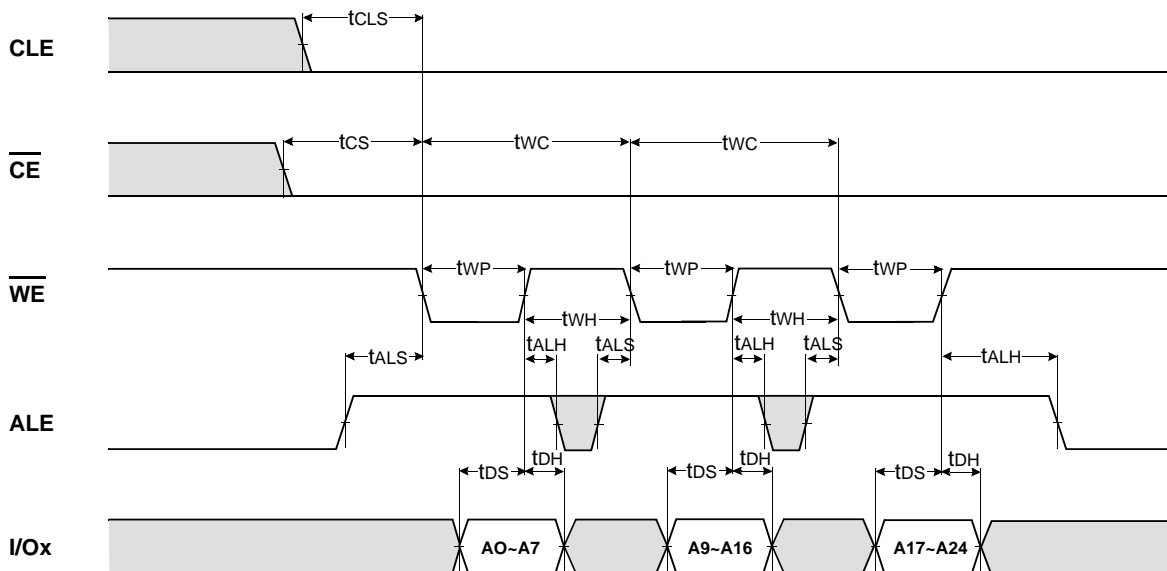 tCLS
CLE
tCS tWC tWC
CE
tWP tWP tWP
WE
tWH tWH
tALS tALH tALS tALH tALS tALH
ALE
tDS tDH tDS tDH tDS tDH
I/Ox AO~A7 A9~A16 A17~A24